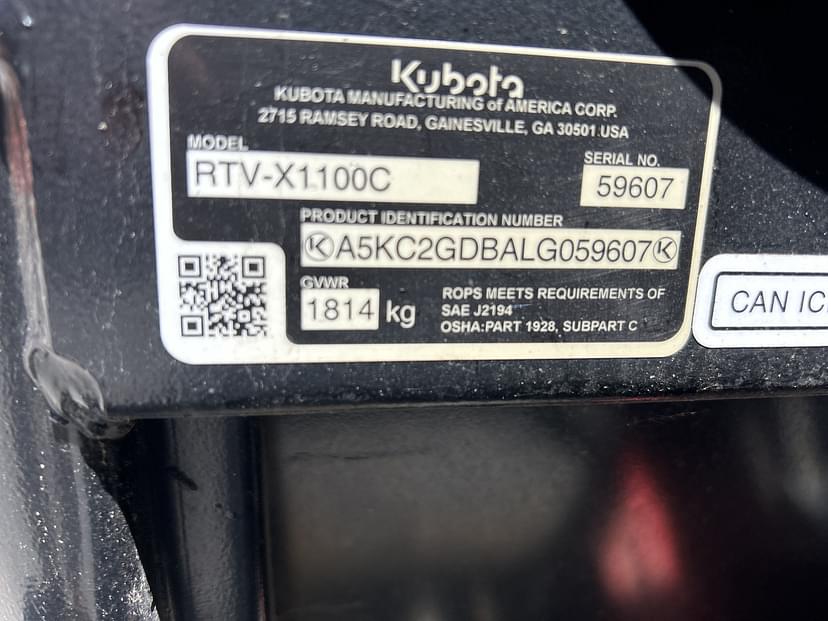 Kubota
KUBOTA MANUFACTURING of AMERICA CORP.
2715 RAMSEY ROAD, GAINESVILLE, GA 30501 USA
MODEL
RTV-X1100C
SERIAL NO.
59607
PRODUCT IDENTIFICATION NUMBER
A5KC2GDBALG059607
GVWR
1814 kg
ROPS MEETS REQUIREMENTS OF
SAE J2194
OSHA:PART 1928, SUBPART C
CAN